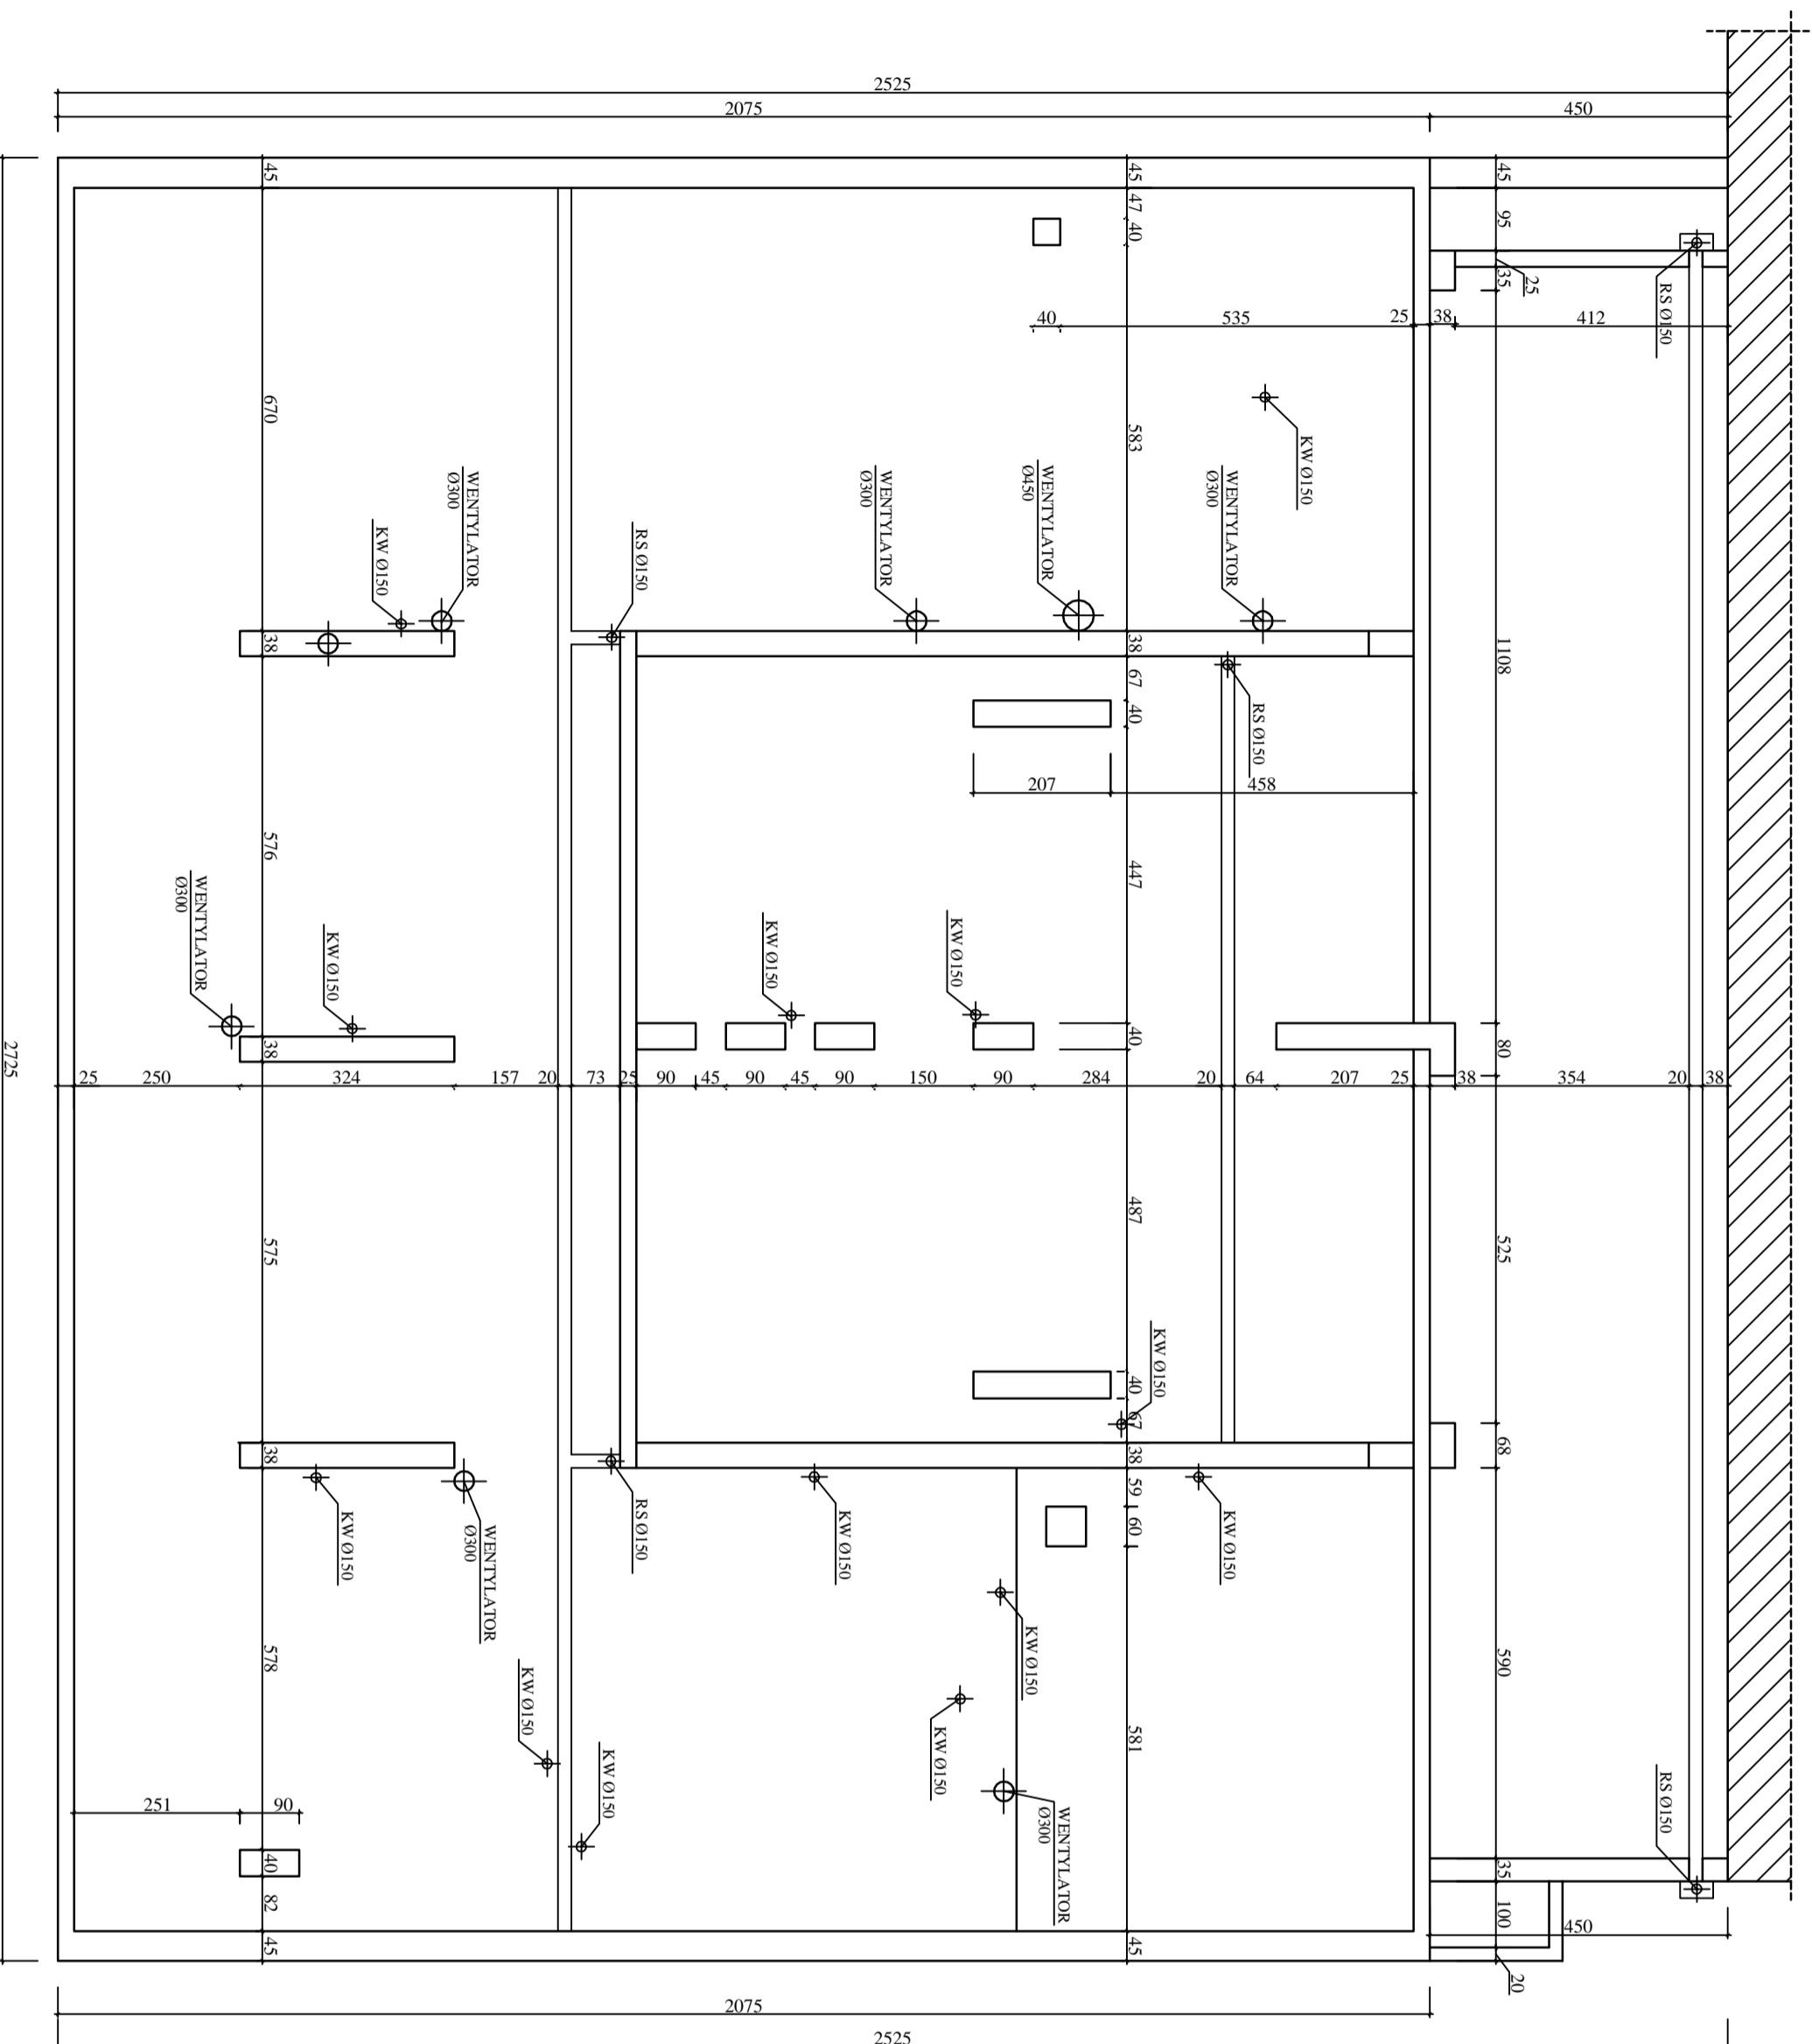 2525
2075
450
45
95
25
35
1108
80
525
68
590
35
100
20
RS Ø150
412
38
25
535
40
45
47
40
583
38
67
40
447
40
487
40
67
38
59
60
581
45
KW Ø150
WENTYLATOR
Ø300
WENTYLATOR
Ø450
WENTYLATOR
Ø300
RS Ø150
WENTYLATOR
Ø300
KW Ø150
RS Ø150
207
458
KW Ø150
KW Ø150
KW Ø150
WENTYLATOR
Ø300
25
250
324
157
20
73
25
90
45
90
45
90
150
90
284
20
64
207
25
38
354
20
38
KW Ø150
KW Ø150
WENTYLATOR
Ø300
RS Ø150
KW Ø150
KW Ø150
KW Ø150
KW Ø150
KW Ø150
KW Ø150
WENTYLATOR
Ø300
RS Ø150
251
90
450
45
670
38
576
38
575
38
578
40
82
45
2725
2075
2525